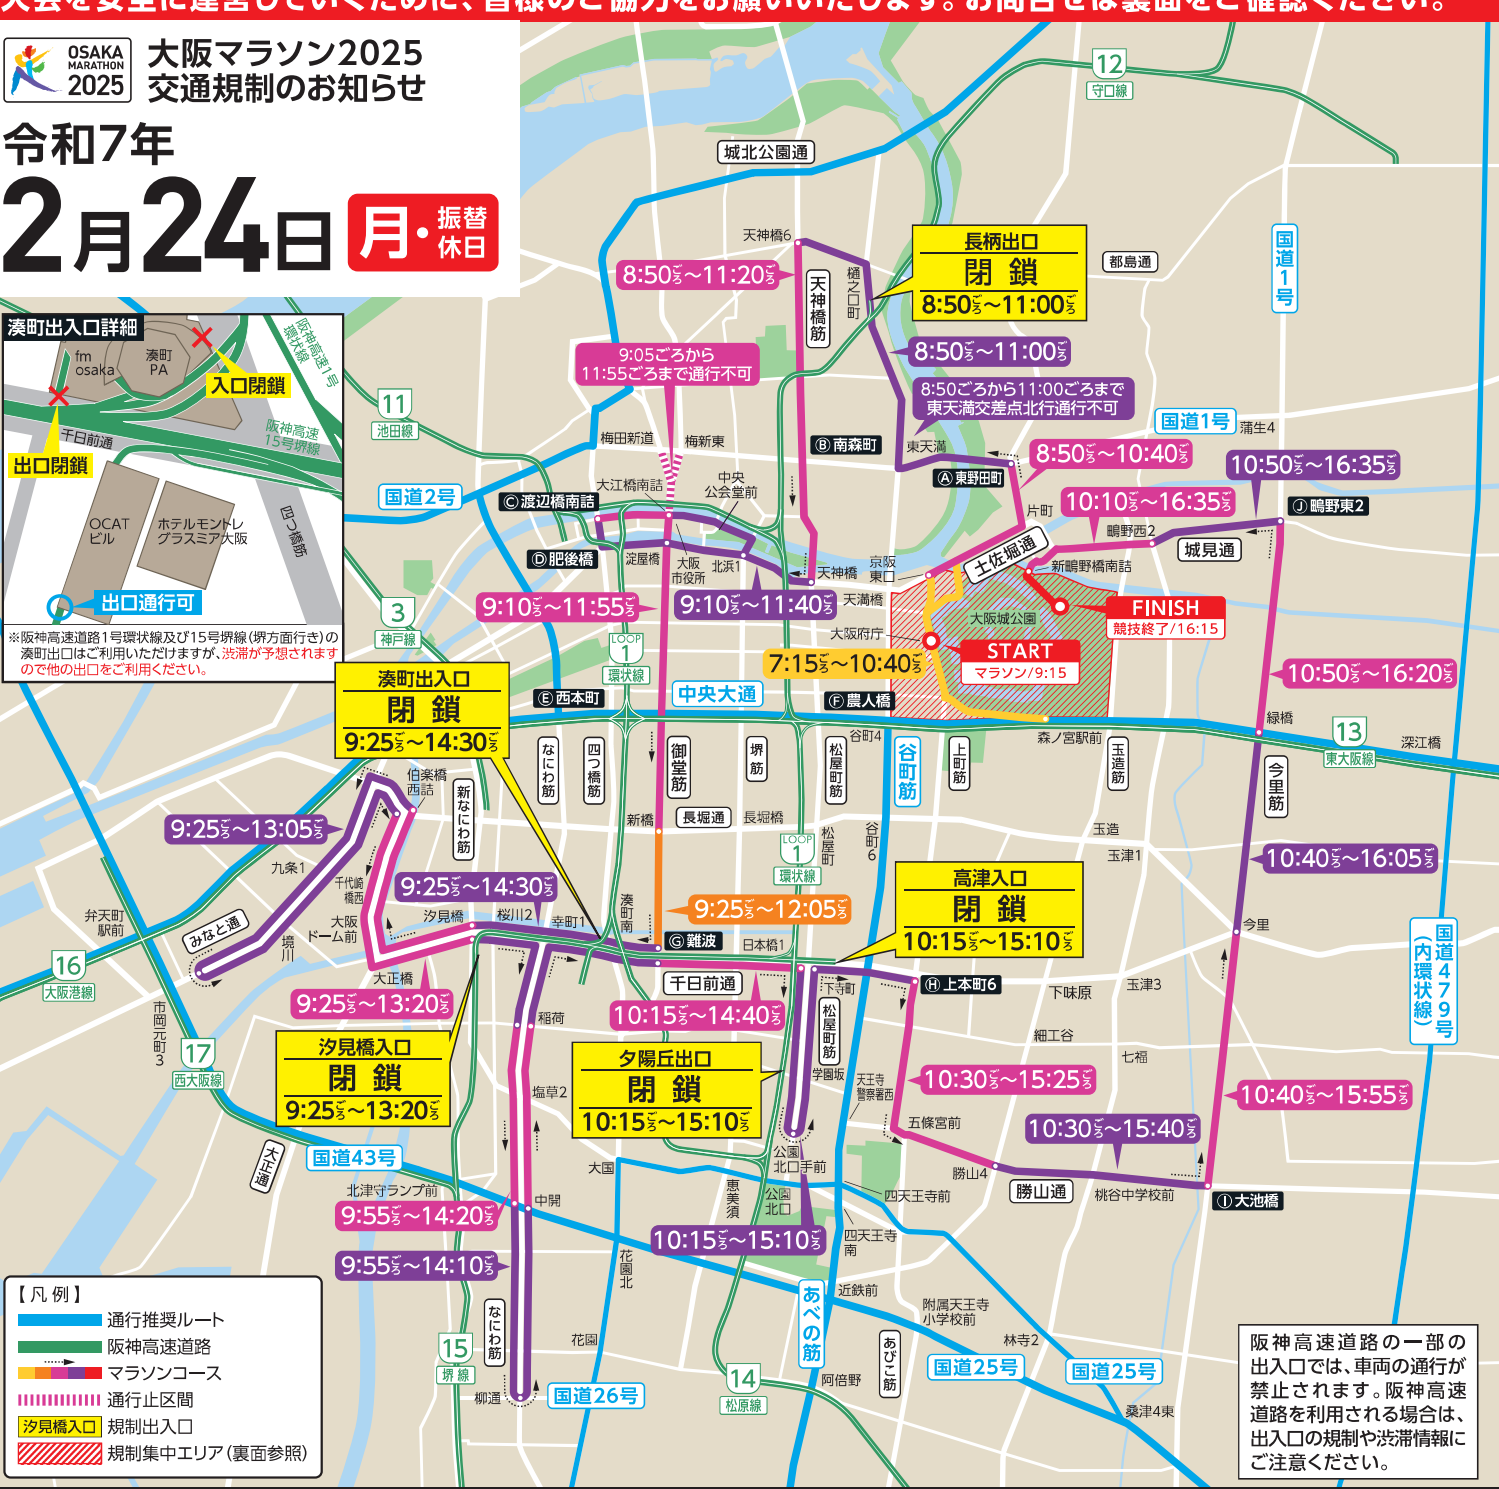 大会を安全に運営していくために、皆様のご協力をお願いいたします。お問合せは裏面をご確認ください。
OSAKA
MARATHON
2025
大阪マラソン2025
交通規制のお知らせ
令和7年
2月24日
月・振替
休日
湊町出入口詳細
fm
osaka
湊町
PA
入口閉鎖
出口閉鎖
千日前通
阪神高速1号
環状線
阪神高速
15号堺線
四つ橋筋
OCAT
ビル
ホテルモントレ
グラスミア大阪
出口通行可
※阪神高速道路1号環状線及び15号堺線(堺方面行き)の
湊町出口はご利用いただけますが、渋滞が予想されます
ので他の出口をご利用ください。
12
守口線
城北公園通
天神橋6
8:50ごろ～11:20ごろ
樋之口町
天神橋筋
長柄出口
閉鎖
8:50ごろ～11:00ごろ
都島通
国道1号
8:50ごろ～11:00ごろ
8:50ごろから11:00ごろまで
東天満交差点北行通行不可
9:05ごろから
11:55ごろまで通行不可
11
池田線
梅田新道
梅新東
Ⓑ南森町
東天満
国道1号
蒲生4
8:50ごろ～10:40ごろ
10:50ごろ～16:35ごろ
Ⓐ東野田町
国道2号
大江橋南詰
中央
公会堂前
Ⓒ渡辺橋南詰
片町
10:10ごろ～16:35ごろ
Ⓙ鴫野東2
鴫野西2
城見通
土佐堀通
新鴫野橋南詰
Ⓓ肥後橋
淀屋橋
大阪
市役所
北浜1
天神橋
京阪
東口
3
神戸線
9:10ごろ～11:55ごろ
9:10ごろ～11:40ごろ
天満橋
大阪府庁
大阪城公園
FINISH
競技終了/16:15
START
マラソン/9:15
7:15ごろ～10:40ごろ
LOOP
1
環状線
10:50ごろ～16:20ごろ
湊町出入口
閉鎖
9:25ごろ～14:30ごろ
Ⓔ西本町
中央大通
Ⓕ農人橋
谷町4
森ノ宮駅前
緑橋
13
東大阪線
深江橋
なにわ筋
四つ橋筋
御堂筋
堺筋
松屋町筋
谷町筋
上町筋
玉造筋
今里筋
伯楽橋
西詰
新なにわ筋
9:25ごろ～13:05ごろ
新橋
長堀通
長堀橋
LOOP
1
環状線
松屋町
谷町6
玉造
玉津1
10:40ごろ～16:05ごろ
九条1
千代崎
橋西
9:25ごろ～14:30ごろ
9:25ごろ～12:05ごろ
高津入口
閉鎖
10:15ごろ～15:10ごろ
弁天町
駅前
みなと通
境川
大阪
ドーム前
汐見橋
桜川2
幸町1
湊町南
Ⓖ難波
日本橋1
今里
国道479号
(内環状線)
16
大阪港線
大正橋
9:25ごろ～13:20ごろ
千日前通
下寺町
Ⓗ上本町6
下味原
玉津3
10:15ごろ～14:40ごろ
松屋町筋
市岡元町3
稲荷
細工谷
七福
17
西大阪線
汐見橋入口
閉鎖
9:25ごろ～13:20ごろ
夕陽丘出口
閉鎖
10:15ごろ～15:10ごろ
学園坂
塩草2
天王寺
警察署西
10:30ごろ～15:25ごろ
10:40ごろ～15:55ごろ
五條宮前
10:30ごろ～15:40ごろ
大正通
国道43号
大国
公園
北口手前
勝山4
勝山通
桃谷中学校前
Ⓘ大池橋
北津守ランプ前
9:55ごろ～14:20ごろ
中開
恵美須
公園
北口
四天王寺前
四天王寺
南
10:15ごろ～15:10ごろ
9:55ごろ～14:10ごろ
花園北
近鉄前
なにわ筋
花園
あべの筋
附属天王寺
小学校前
林寺2
あびこ筋
15
堺線
14
松原線
阿倍野
国道25号
国道25号
柳通
国道26号
桑津4東
【凡例】
通行推奨ルート
阪神高速道路
マラソンコース
通行止区間
汐見橋入口
規制出入口
規制集中エリア(裏面参照)
阪神高速道路の一部の
出入口では、車両の通行が
禁止されます。阪神高速
道路を利用される場合は、
出入口の規制や渋滞情報に
ご注意ください。